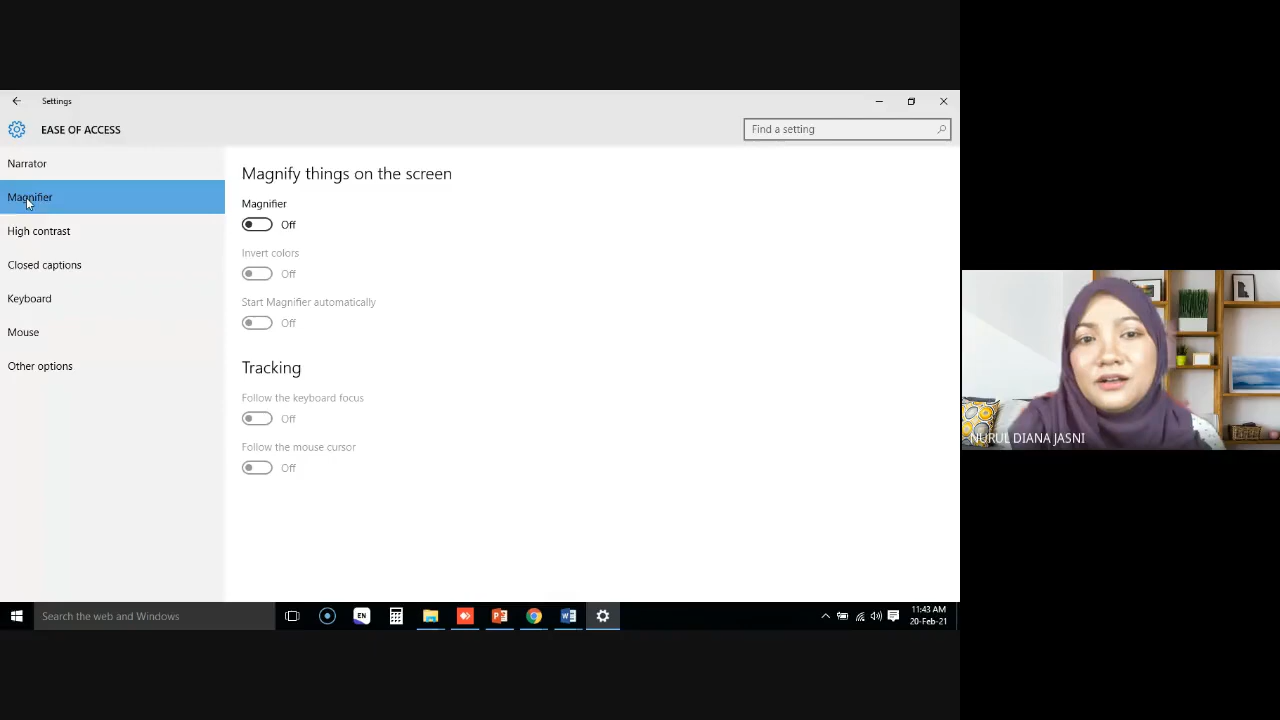 Settings
EASE OF ACCESS
Find a setting
Narrator
Magnifier
High contrast
Closed captions
Keyboard
Mouse
Other options
Magnify things on the screen
Magnifier
Off
Invert colors
Off
Start Magnifier automatically
Off
Tracking
Follow the keyboard focus
Off
Follow the mouse cursor
Off
NURUL DIANA JASNI
Search the web and Windows
EN
11:43 AM
20-Feb-21